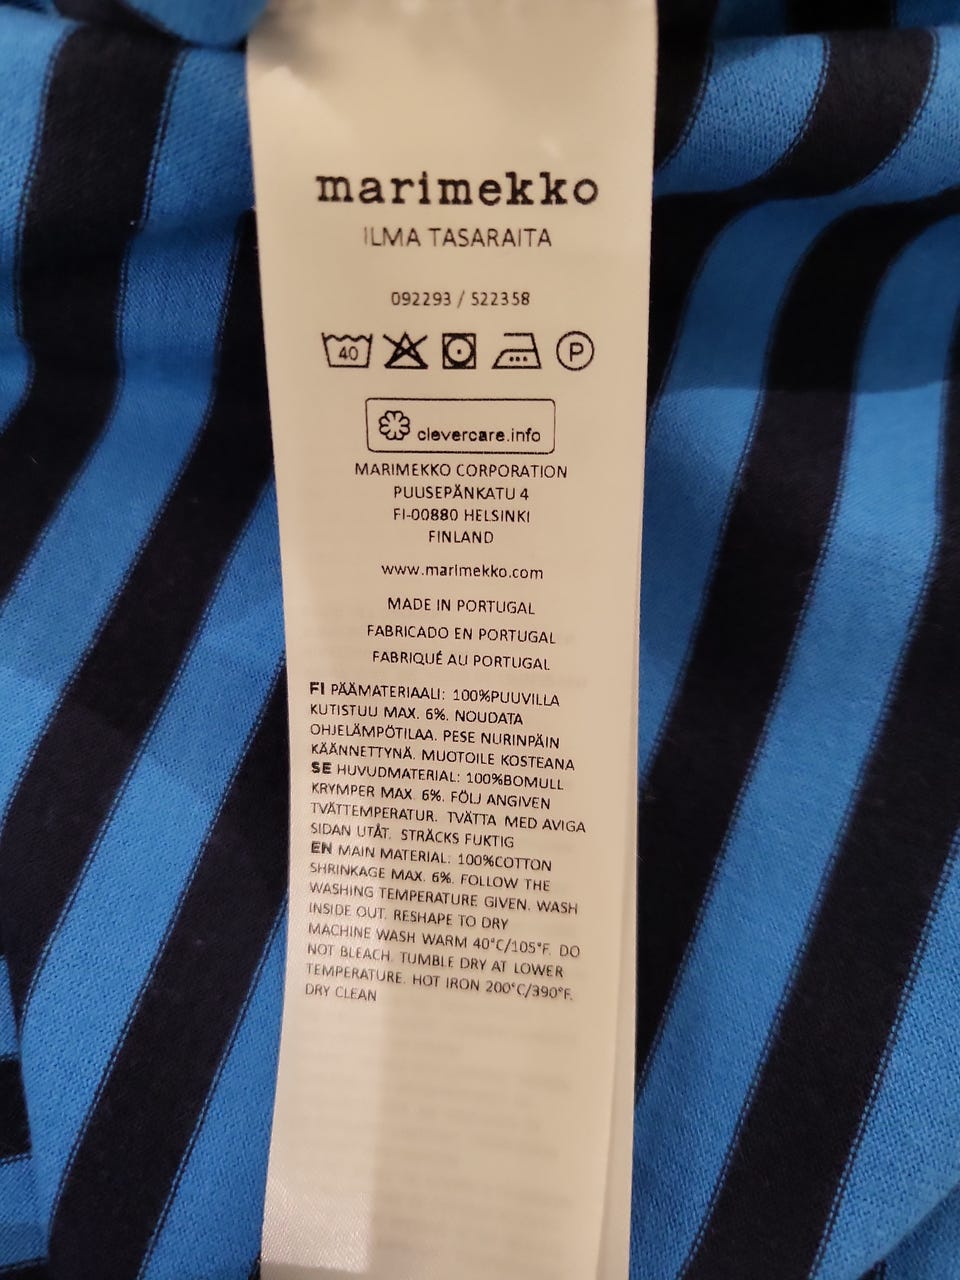 marimekko
ILMA TASARAITA
092293 / 522358
40 P
clevercare.info
MARIMEKKO CORPORATION
PUUSEPÄNKATU 4
FI-00880 HELSINKI
FINLAND
www.marimekko.com
MADE IN PORTUGAL
FABRICADO EN PORTUGAL
FABRIQUÉ AU PORTUGAL
FI PÄÄMATERIAALI: 100%PUUVILLA
KUTISTUU MAX. 6%. NOUDATA
OHJELÄMPÖTILAA. PESE NURINPÄIN
KÄÄNNETTYNÄ. MUOTOILE KOSTEANA
SE HUVUDMATERIAL: 100%BOMULL
KRYMPER MAX. 6%. FÖLJ ANGIVEN
TVÄTTEMPERATUR. TVÄTTA MED AVIGA
SIDAN UTÅT. STRÄCKS FUKTIG
EN MAIN MATERIAL: 100%COTTON
SHRINKAGE MAX. 6%. FOLLOW THE
WASHING TEMPERATURE GIVEN. WASH
INSIDE OUT. RESHAPE TO DRY
MACHINE WASH WARM 40°C/105°F. DO
NOT BLEACH. TUMBLE DRY AT LOWER
TEMPERATURE. HOT IRON 200°C/390°F.
DRY CLEAN